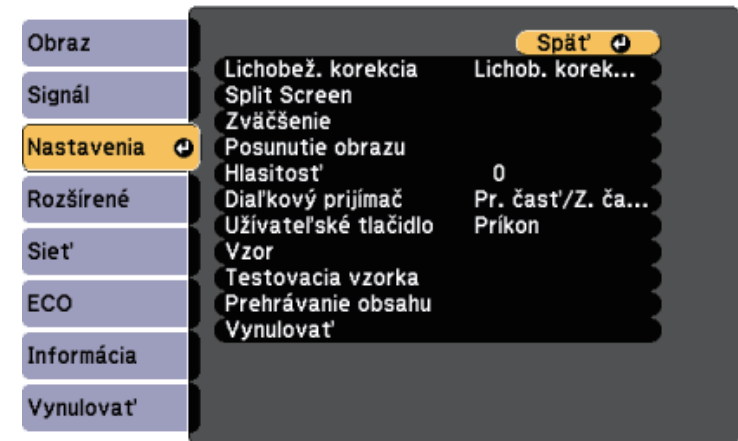 Obraz
Signál
Nastavenia
Rozšírené
Sieť
ECO
Informácia
Vynulovať
Späť
Lichobež. korekcia Lichob. korek...
Split Screen
Zväčšenie
Posunutie obrazu
Hlasitosť 0
Diaľkový prijímač Pr. časť/Z. ča...
Užívateľské tlačidlo Príkon
Vzor
Testovacia vzorka
Prehrávanie obsahu
Vynulovať